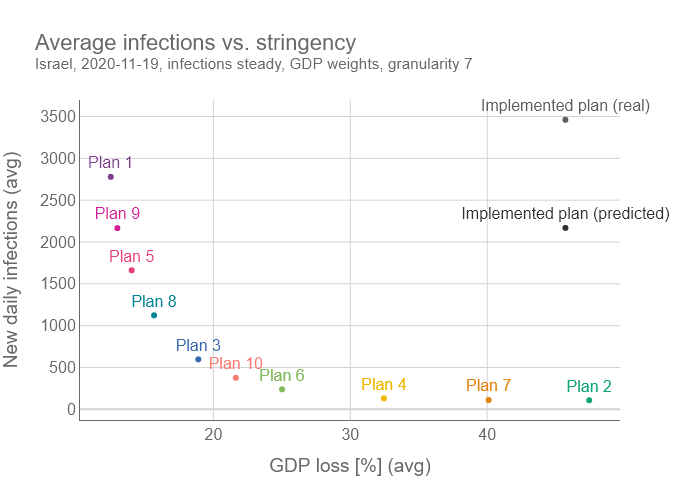 Average infections vs. stringency
Israel, 2020-11-19, infections steady, GDP weights, granularity 7
New daily infections (avg)
3500
3000
2500
2000
1500
1000
500
0
Implemented plan (real)
Plan 1
Plan 9
Implemented plan (predicted)
Plan 5
Plan 8
Plan 3
Plan 10
Plan 6
Plan 4
Plan 7
Plan 2
20
30
40
GDP loss [%] (avg)